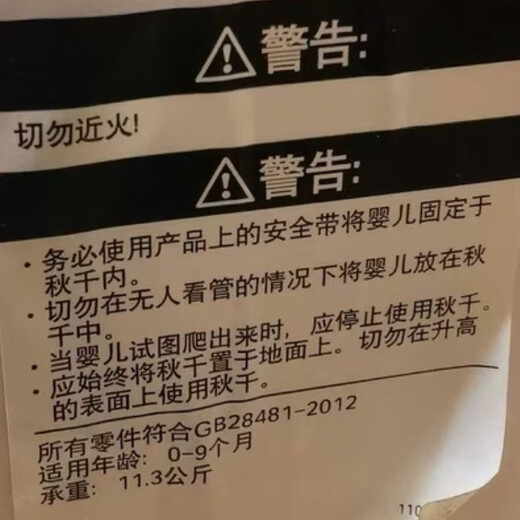 警告:
切勿近火!
警告:
· 务必使用产品上的安全带将婴儿固定于
秋千内。
· 切勿在无人看管的情况下将婴儿放在秋
千中。
· 当婴儿试图爬出来时，应停止使用秋千。
· 应始终将秋千置于地面上。切勿在升高
的表面上使用秋千。
所有零件符合GB28481-2012
适用年龄: 0-9个月
承重: 11.3公斤
110